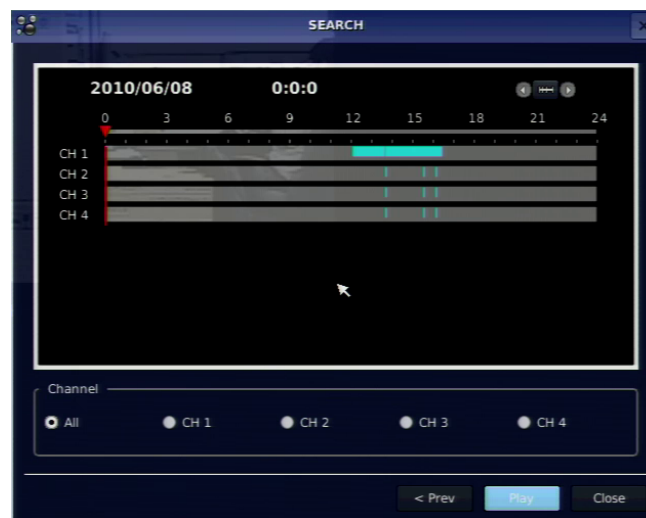 SEARCH
2010/06/08 0:0:0
0 3 6 9 12 15 18 21 24
CH 1
CH 2
CH 3
CH 4
Channel
All CH 1 CH 2 CH 3 CH 4
< Prev Play Close